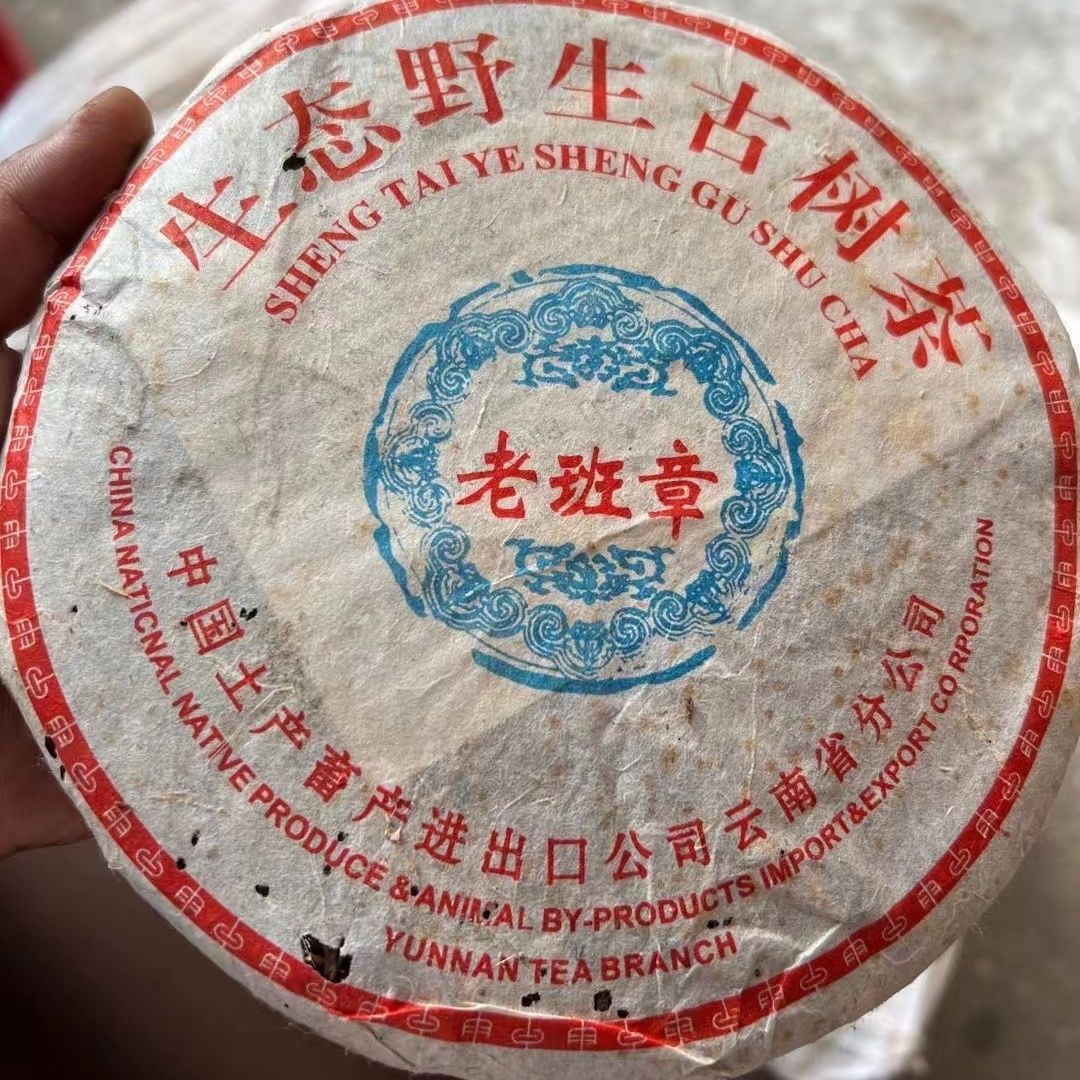 生态野生古树茶
SHENG TAI YE SHENG GU SHU CHA
老班章
中国土产畜产进出口公司云南省分公司
CHINA NATICNAL NATIVE PRODUCE & ANIMAL BY-PRODUCTS IMPORT&EXPORT CO RPORATION
YUNNAN TEA BRANCH